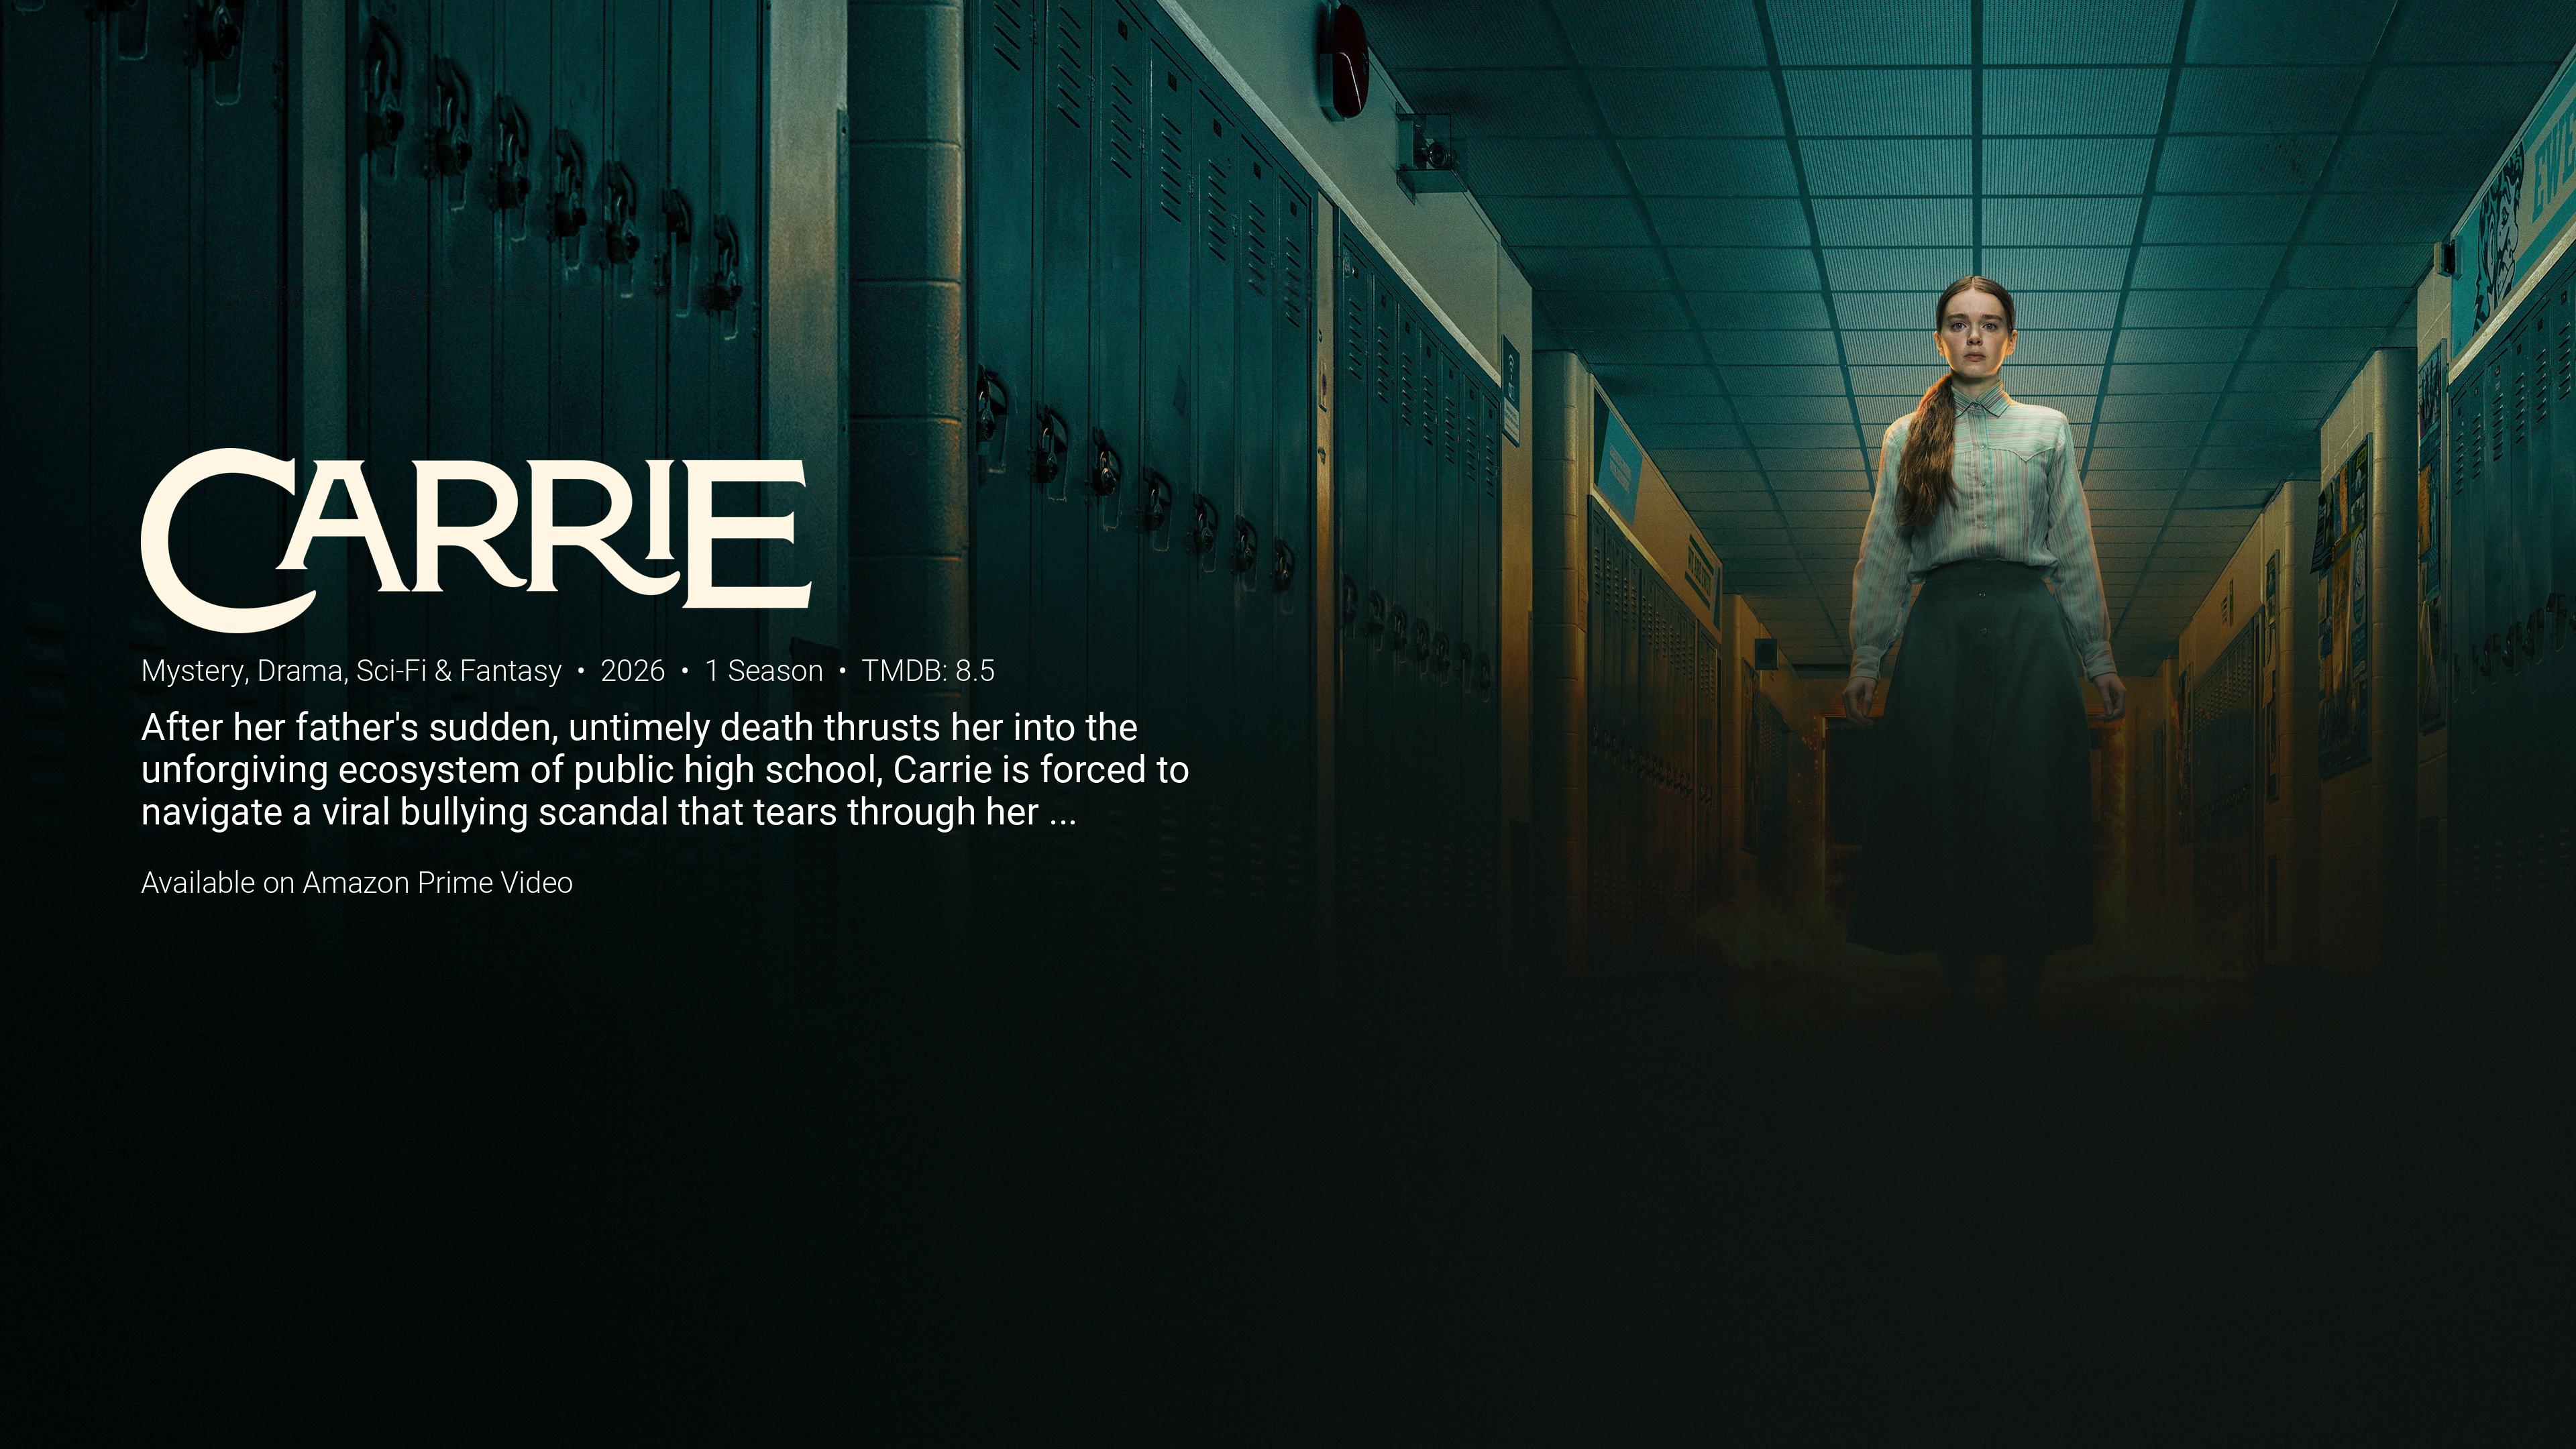 CARRIE
Mystery, Drama, Sci-Fi & Fantasy • 2026 • 1 Season • TMDB: 8.5
After her father's sudden, untimely death thrusts her into the
unforgiving ecosystem of public high school, Carrie is forced to
navigate a viral bullying scandal that tears through her ...
Available on Amazon Prime Video